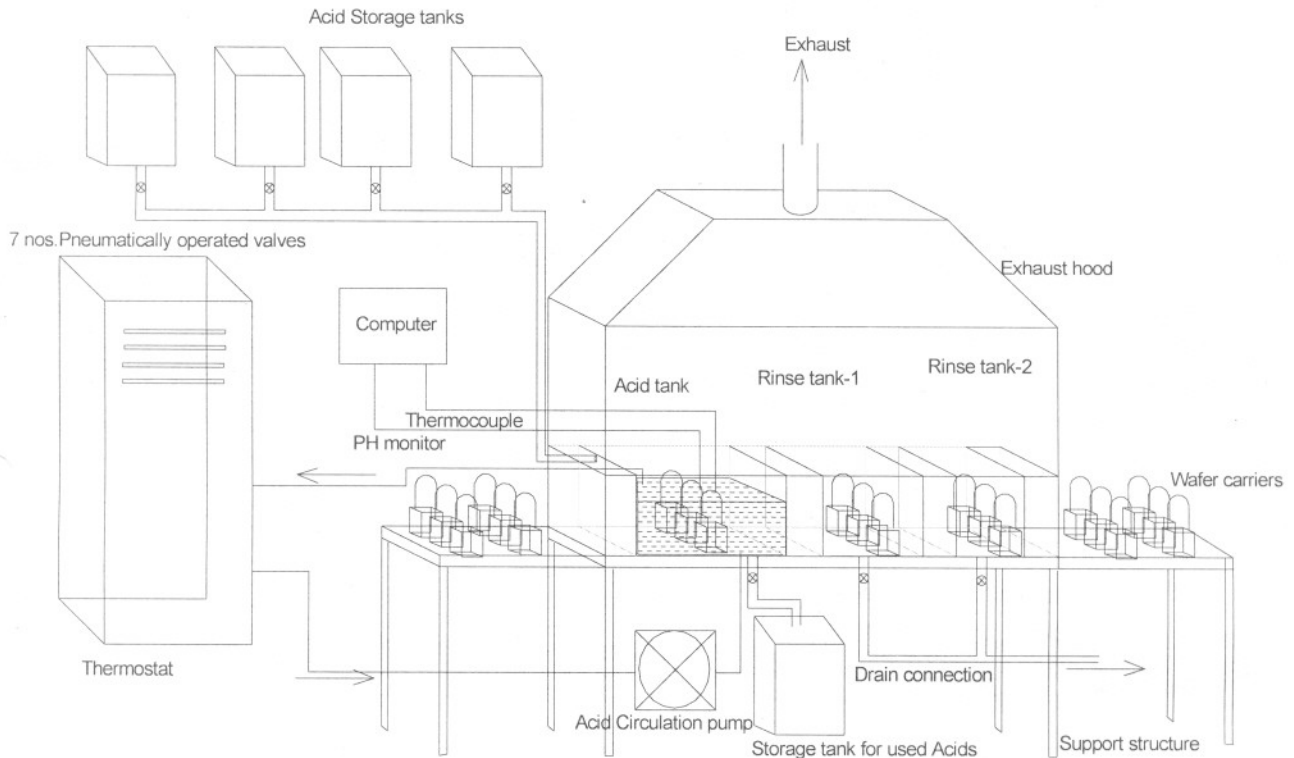 Acid Storage tanks
Exhaust
7 nos.Pneumatically operated valves
Exhaust hood
Computer
Rinse tank-2
Rinse tank-1
Acid tank
Thermocouple
PH monitor
Wafer carriers
Thermostat
Drain connection
Acid Circulation pump
Storage tank for used Acids
Support structure